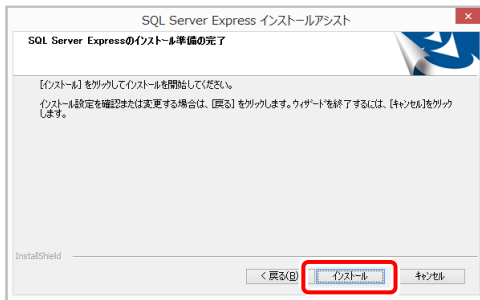 SQL Server Express インストールアシスト
SQL Server Expressのインストール準備の完了
[インストール] をクリックしてインストールを開始してください。
インストール設定を確認または変更する場合は、[戻る] をクリックします。ウィザードを終了するには、[キャンセル]をクリック
します。
InstallShield
< 戻る(B)
インストール
キャンセル